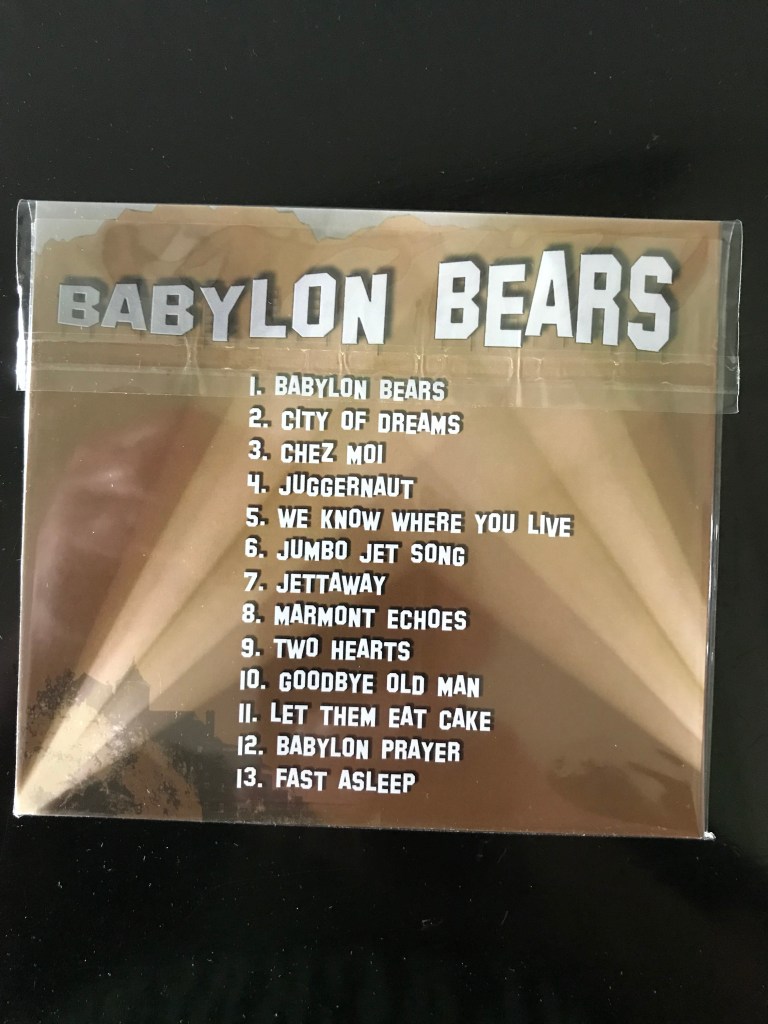 BABYLON BEARS
1. BABYLON BEARS
2. CITY OF DREAMS
3. CHEZ MOI
4. JUGGERNAUT
5. WE KNOW WHERE YOU LIVE
6. JUMBO JET SONG
7. JETTAWAY
8. MARMONT ECHOES
9. TWO HEARTS
10. GOODBYE OLD MAN
11. LET THEM EAT CAKE
12. BABYLON PRAYER
13. FAST ASLEEP